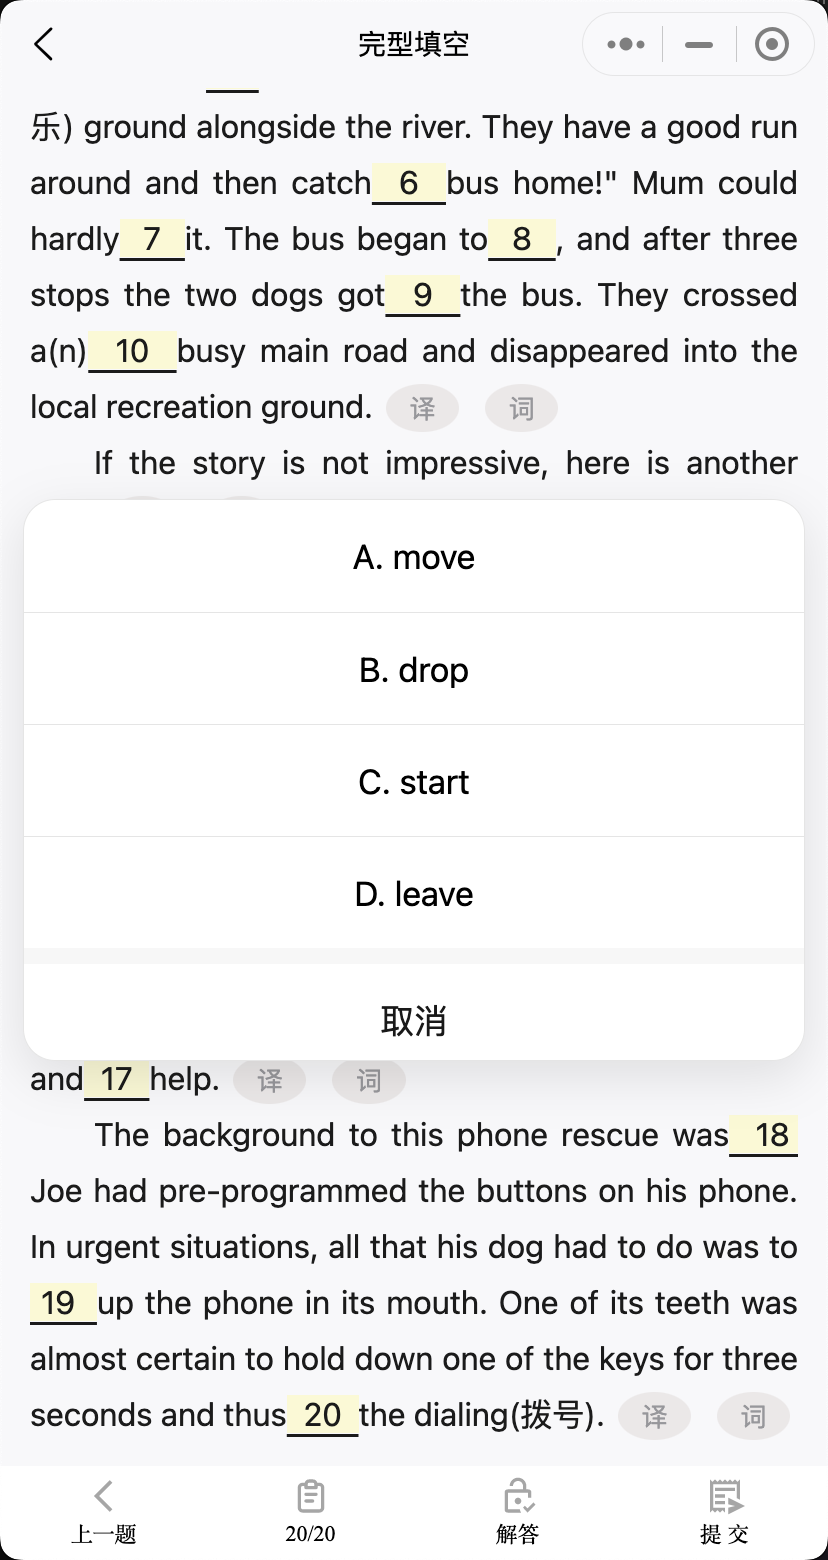 完型填空
乐) ground alongside the river. They have a good run
around and then catch 6 bus home!" Mum could
hardly 7 it. The bus began to 8 , and after three
stops the two dogs got 9 the bus. They crossed
a(n) 10 busy main road and disappeared into the
local recreation ground. 译 词
If the story is not impressive, here is another
A. move
B. drop
C. start
D. leave
取消
and 17 help. 译 词
The background to this phone rescue was 18
Joe had pre-programmed the buttons on his phone.
In urgent situations, all that his dog had to do was to
19 up the phone in its mouth. One of its teeth was
almost certain to hold down one of the keys for three
seconds and thus 20 the dialing(拨号). 译 词
上一题 20/20 解答 提 交